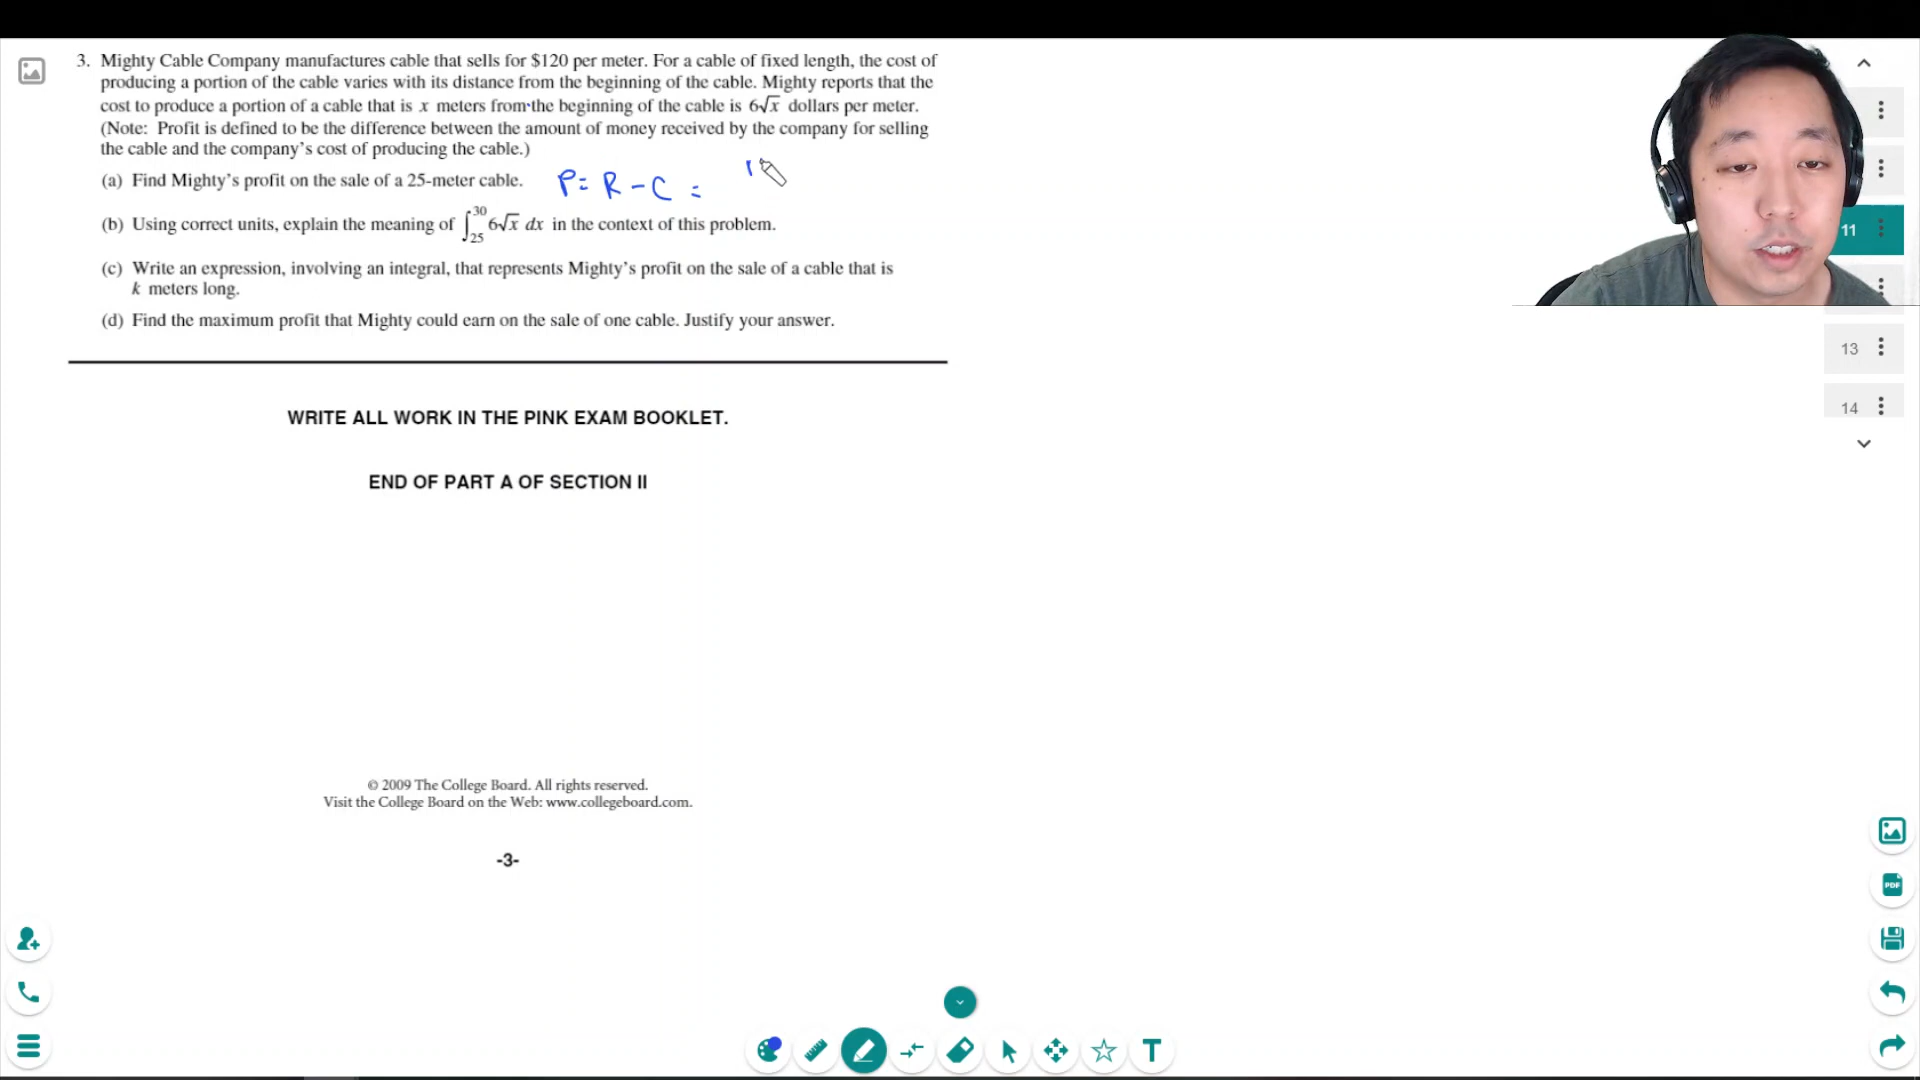 3. Mighty Cable Company manufactures cable that sells for $120 per meter. For a cable of fixed length, the cost of
producing a portion of the cable varies with its distance from the beginning of the cable. Mighty reports that the
cost to produce a portion of a cable that is x meters from the beginning of the cable is 6√x dollars per meter.
(Note: Profit is defined to be the difference between the amount of money received by the company for selling
the cable and the company's cost of producing the cable.)
(a) Find Mighty's profit on the sale of a 25-meter cable. P = R - C =
(b) Using correct units, explain the meaning of ∫₂₅³⁰ 6√x dx in the context of this problem.
(c) Write an expression, involving an integral, that represents Mighty's profit on the sale of a cable that is
k meters long.
(d) Find the maximum profit that Mighty could earn on the sale of one cable. Justify your answer.
WRITE ALL WORK IN THE PINK EXAM BOOKLET.
END OF PART A OF SECTION II
© 2009 The College Board. All rights reserved.
Visit the College Board on the Web: www.collegeboard.com.
-3-
11
13
14
PDF
T